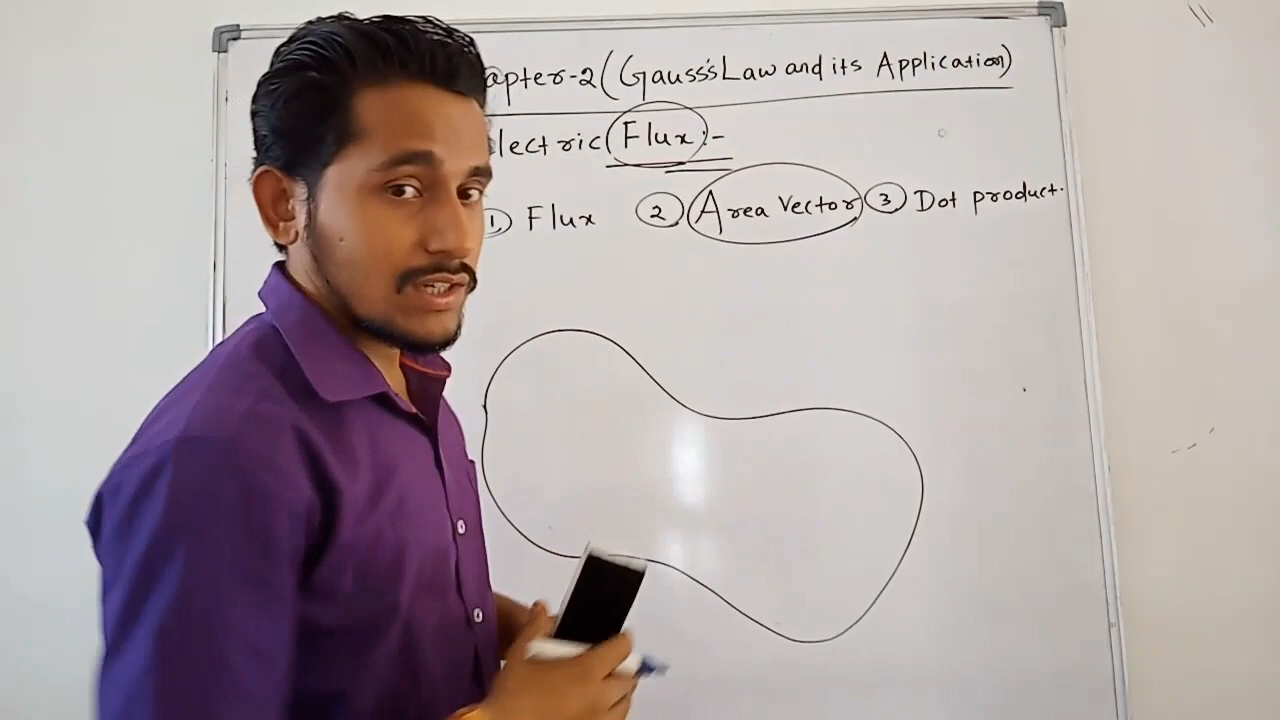 apter-2 (Gauss's Law and its Application)
lectric Flux :-
① Flux ② Area Vector ③ Dot product.